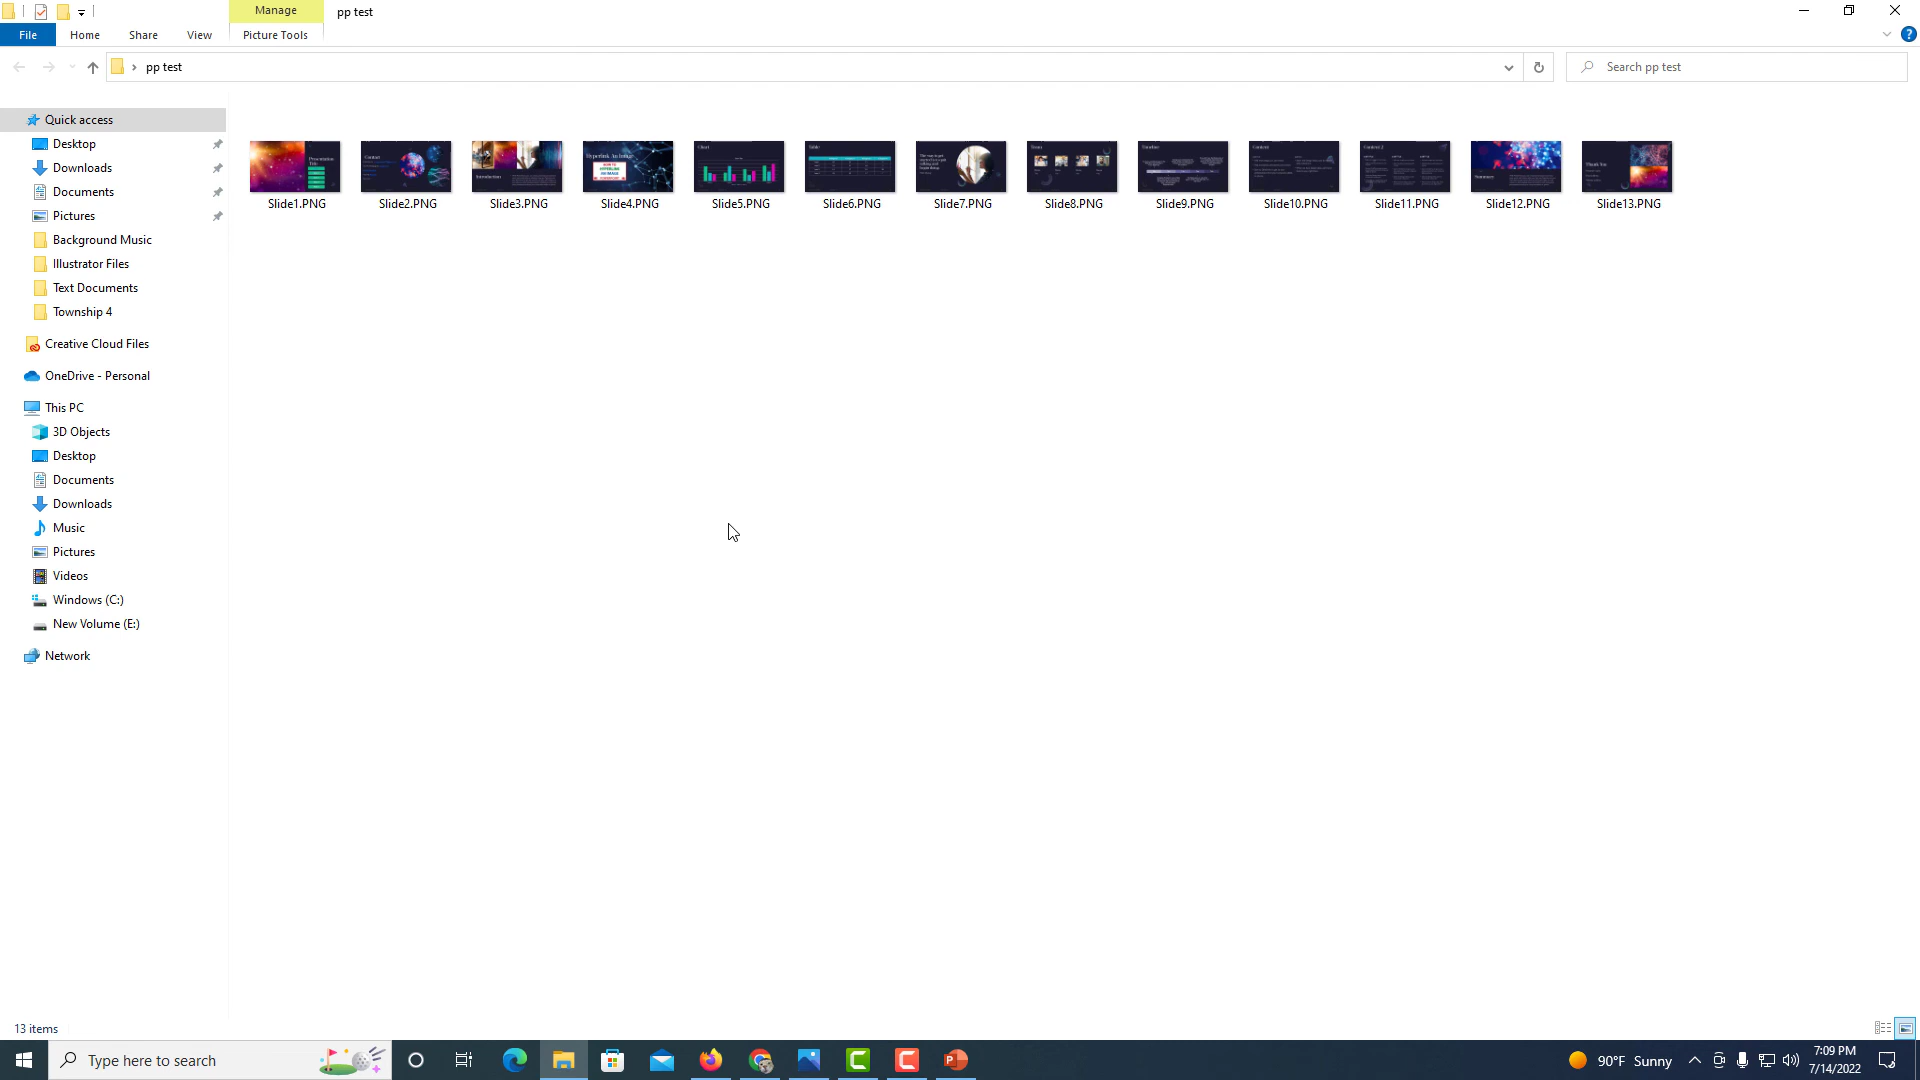 Manage
pp test
File
Home
Share
View
Picture Tools
pp test
Search pp test
Quick access
Desktop
Downloads
Documents
Pictures
Background Music
Illustrator Files
Text Documents
Township 4
Creative Cloud Files
OneDrive - Personal
This PC
3D Objects
Desktop
Documents
Downloads
Music
Pictures
Videos
Windows (C:)
New Volume (E:)
Network
Slide1.PNG
Slide2.PNG
Slide3.PNG
Slide4.PNG
Slide5.PNG
Slide6.PNG
Slide7.PNG
Slide8.PNG
Slide9.PNG
Slide10.PNG
Slide11.PNG
Slide12.PNG
Slide13.PNG
13 items
Type here to search
90°F Sunny
7:09 PM
7/14/2022